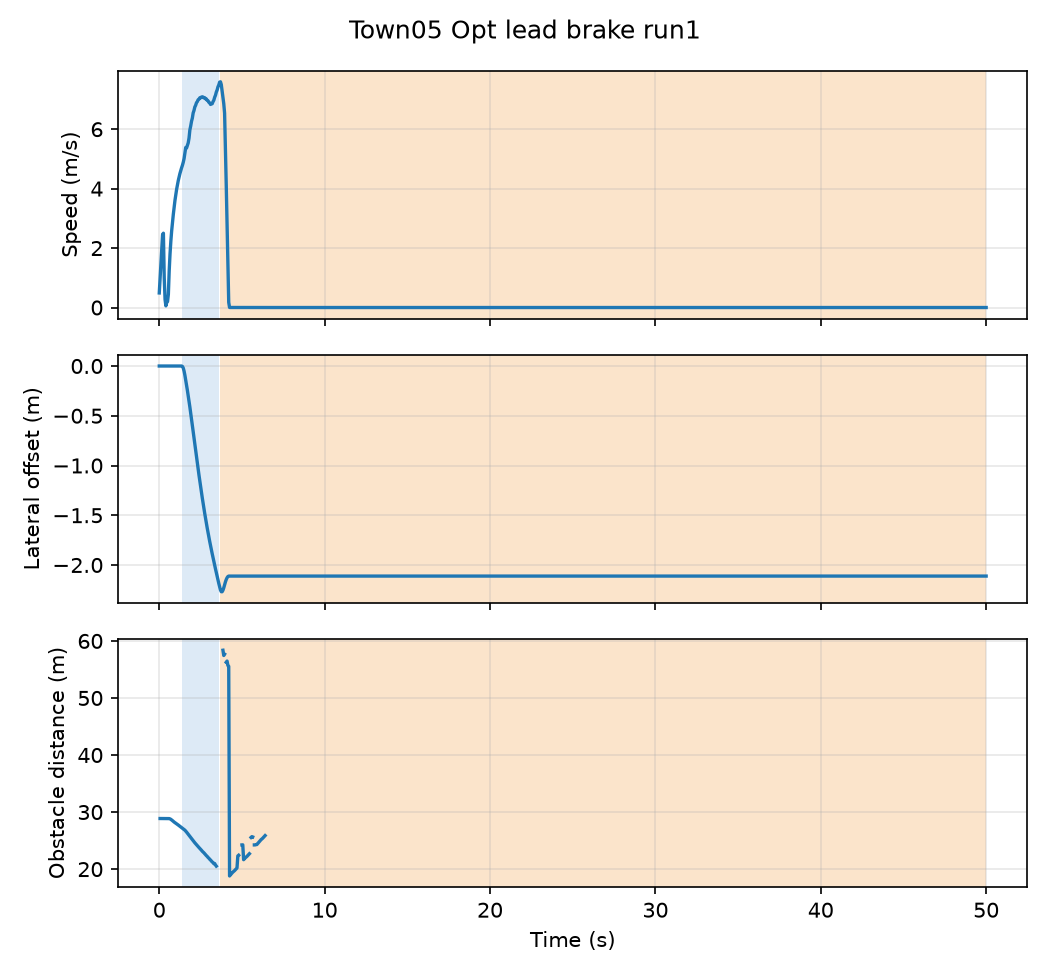 Town05 Opt lead brake run1
Speed (m/s)
6
4
2
0
Lateral offset (m)
0.0
−0.5
−1.0
−1.5
−2.0
Obstacle distance (m)
60
50
40
30
20
0 10 20 30 40 50
Time (s)